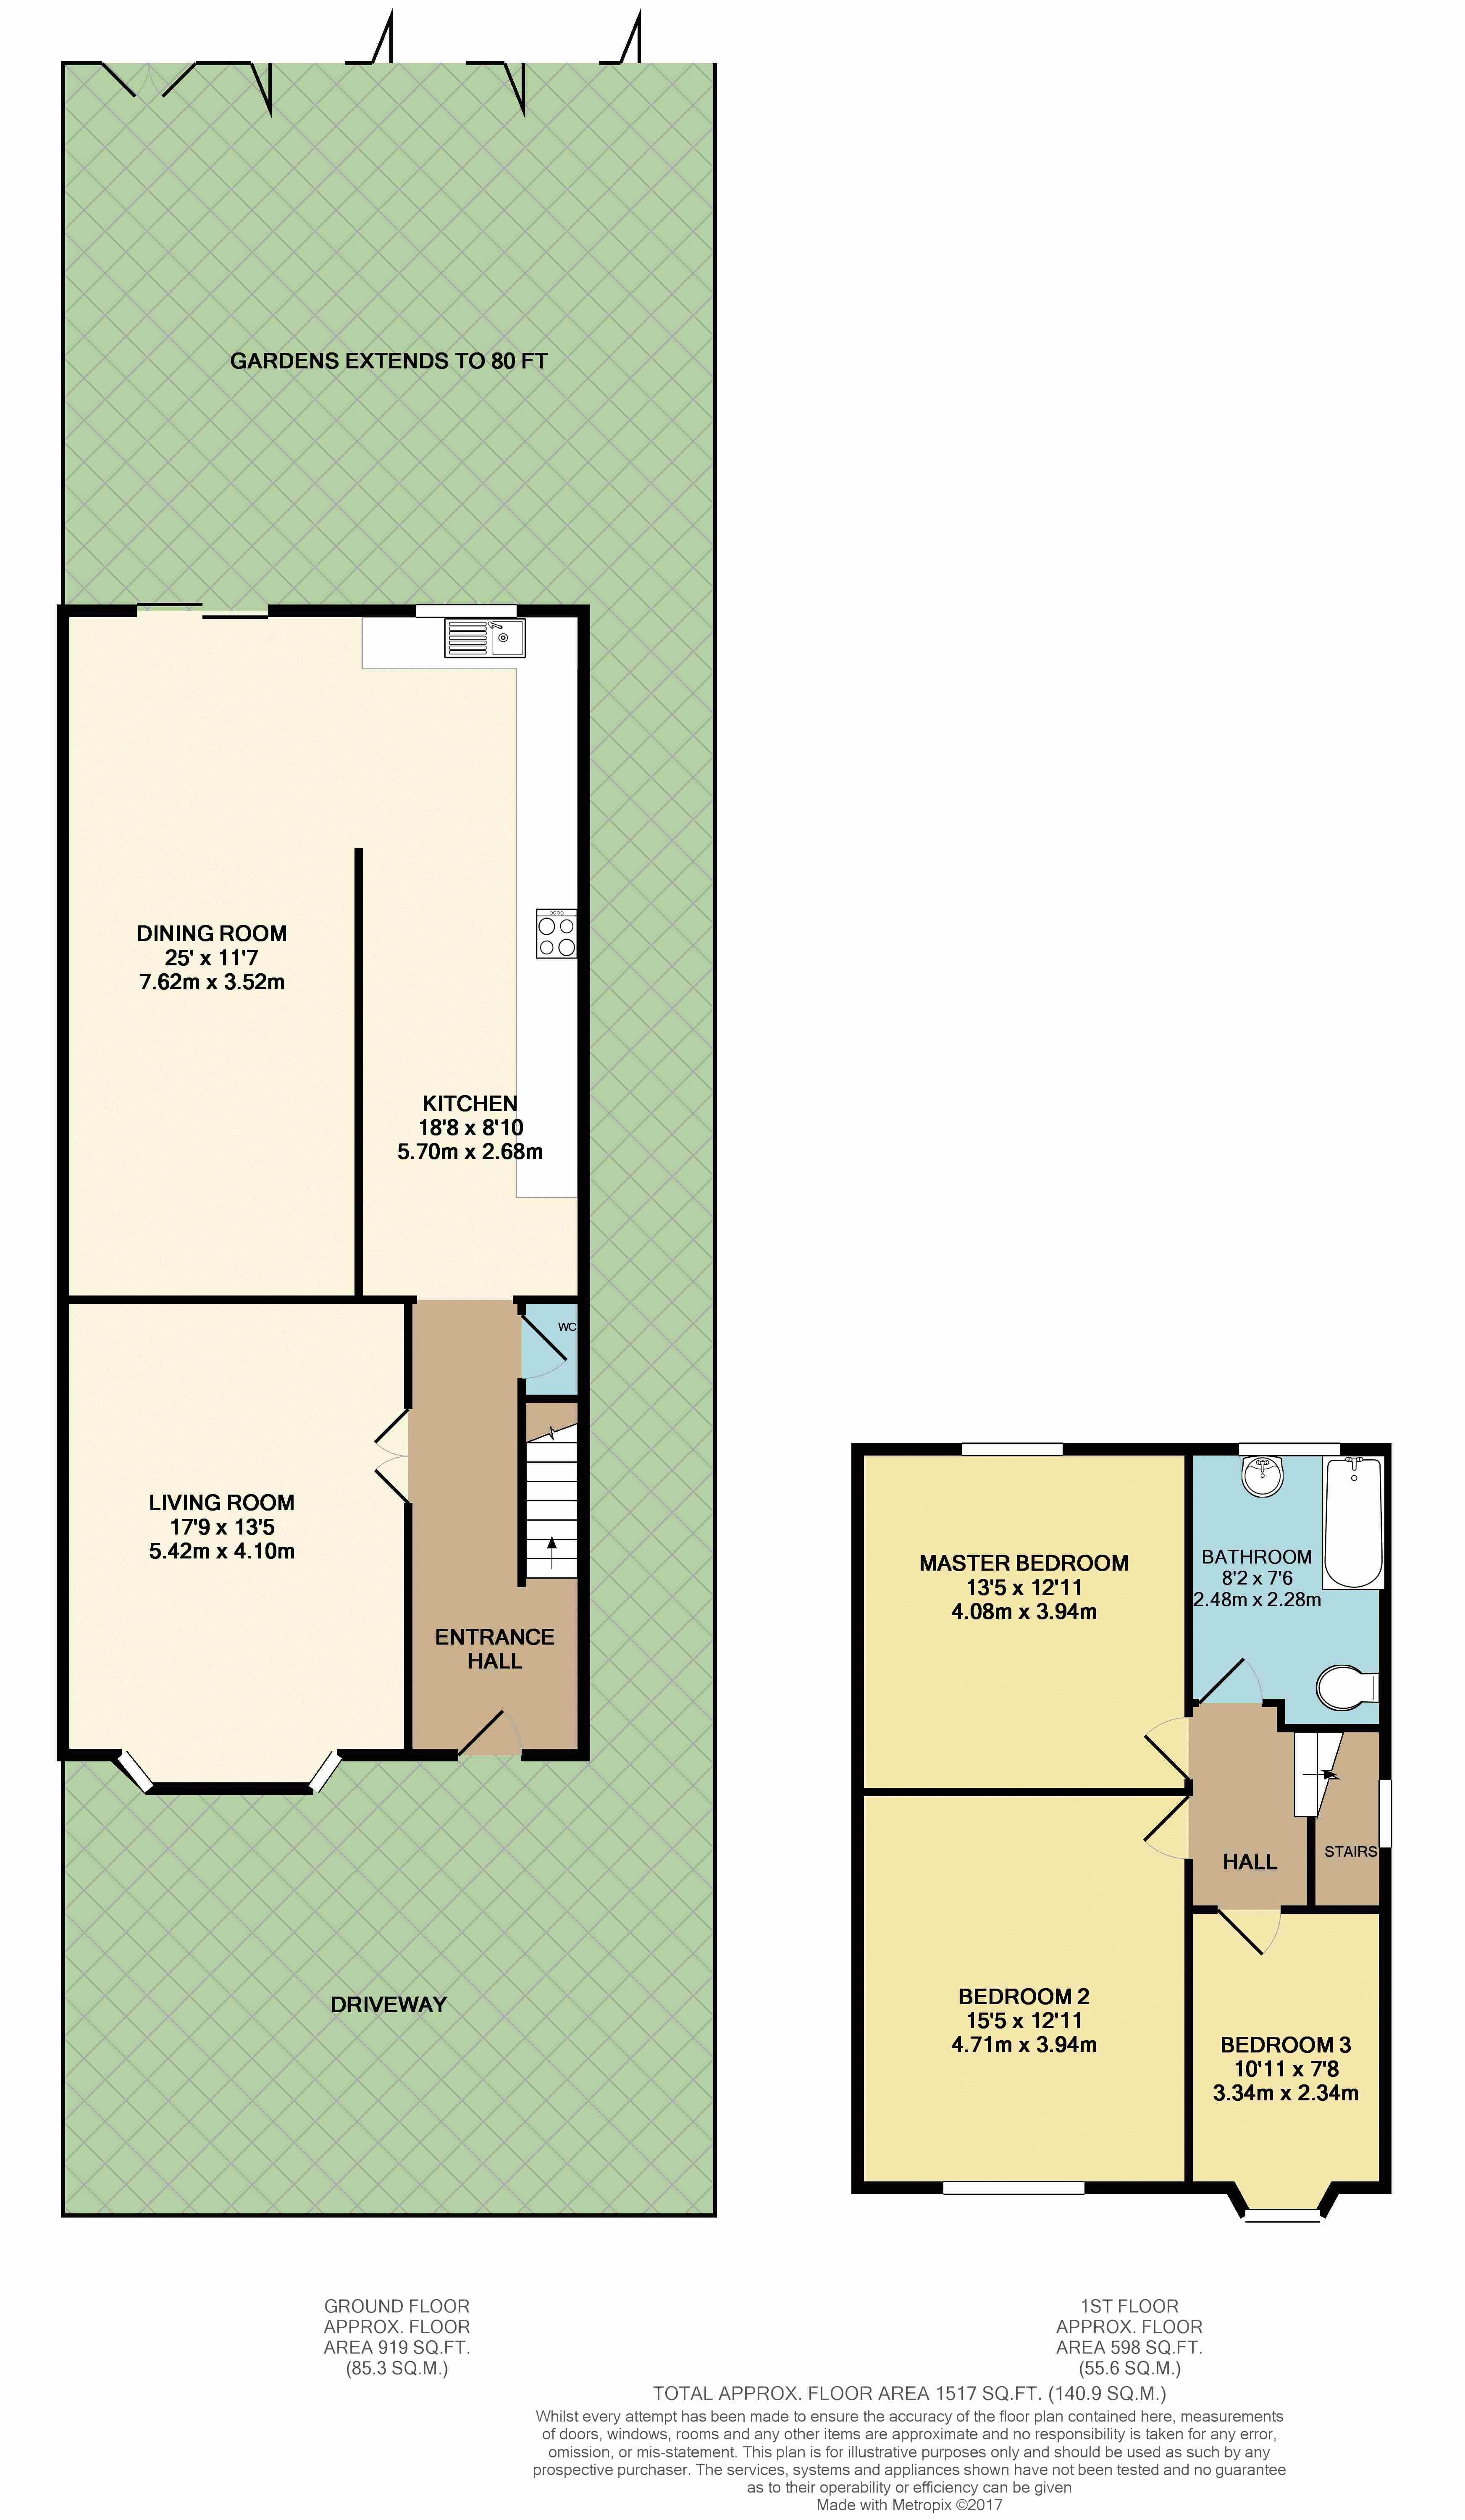 GARDENS EXTENDS TO 80 FT
DINING ROOM
25' x 11'7
7.62m x 3.52m
KITCHEN
18'8 x 8'10
5.70m x 2.68m
WC
LIVING ROOM
17'9 x 13'5
5.42m x 4.10m
ENTRANCE
HALL
DRIVEWAY
MASTER BEDROOM
13'5 x 12'11
4.08m x 3.94m
BATHROOM
8'2 x 7'6
2.48m x 2.28m
HALL
STAIRS
BEDROOM 2
15'5 x 12'11
4.71m x 3.94m
BEDROOM 3
10'11 x 7'8
3.34m x 2.34m
GROUND FLOOR
APPROX. FLOOR
AREA 919 SQ.FT.
(85.3 SQ.M.)
1ST FLOOR
APPROX. FLOOR
AREA 598 SQ.FT.
(55.6 SQ.M.)
TOTAL APPROX. FLOOR AREA 1517 SQ.FT. (140.9 SQ.M.)
Whilst every attempt has been made to ensure the accuracy of the floor plan contained here, measurements
of doors, windows, rooms and any other items are approximate and no responsibility is taken for any error,
omission, or mis-statement. This plan is for illustrative purposes only and should be used as such by any
prospective purchaser. The services, systems and appliances shown have not been tested and no guarantee
as to their operability or efficiency can be given
Made with Metropix ©2017